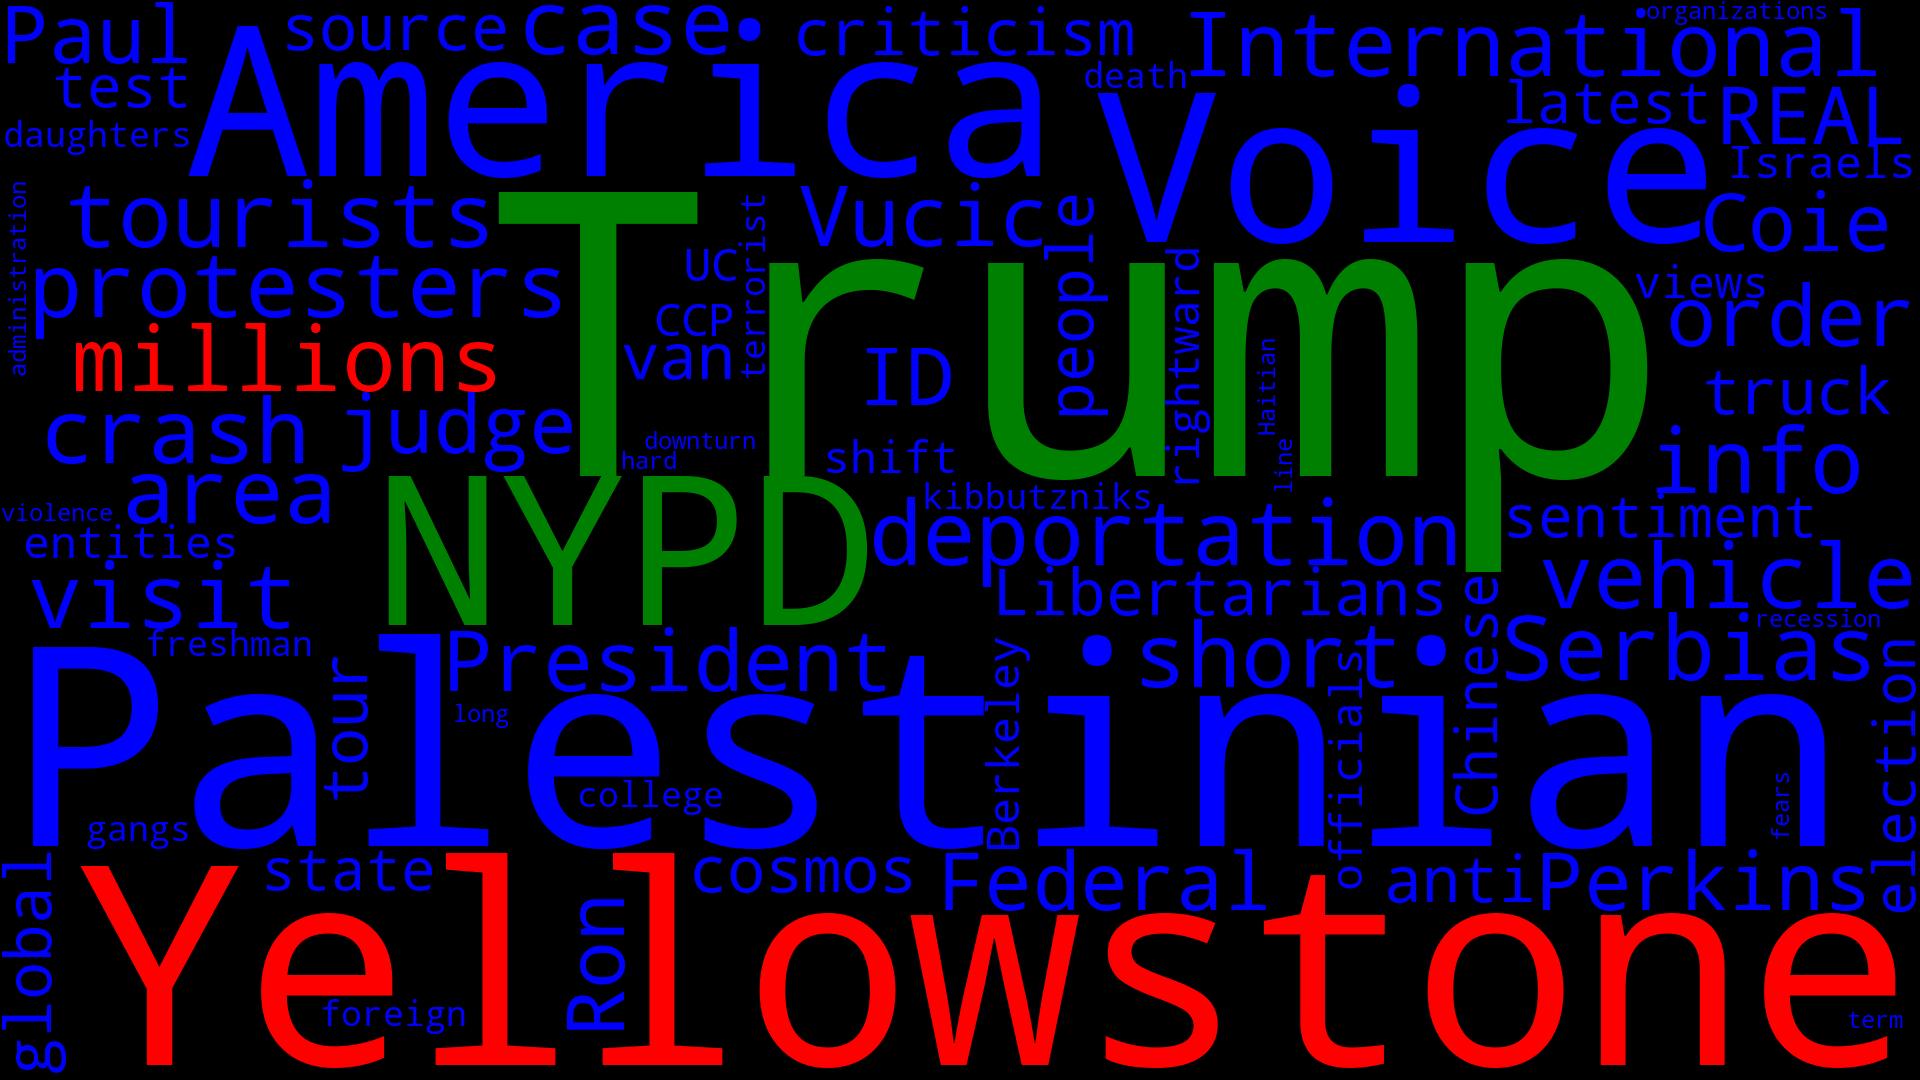 Paul
source
case
criticism
International
organizations
test
America
death
Voice
latest
REAL
daughters
Israels
administration
tourists
Trump
terrorist
Vucic
people
Coie
protesters
UC
rightward
views
order
CCP
millions
van
ID
Haitian
truck
crash
judge
downturn
hard
shift
line
info
area
NYPD
kibbutzniks
deportation
sentiment
violence
entities
vehicle
visit
Libertarians
Chinese
recession
freshman
President
short
Serbias
Palestinian
tour
long
Berkeley
officials
election
college
fears
gangs
global
state
Yellowstone
Ron
cosmos
Federal
anti
Perkins
foreign
term